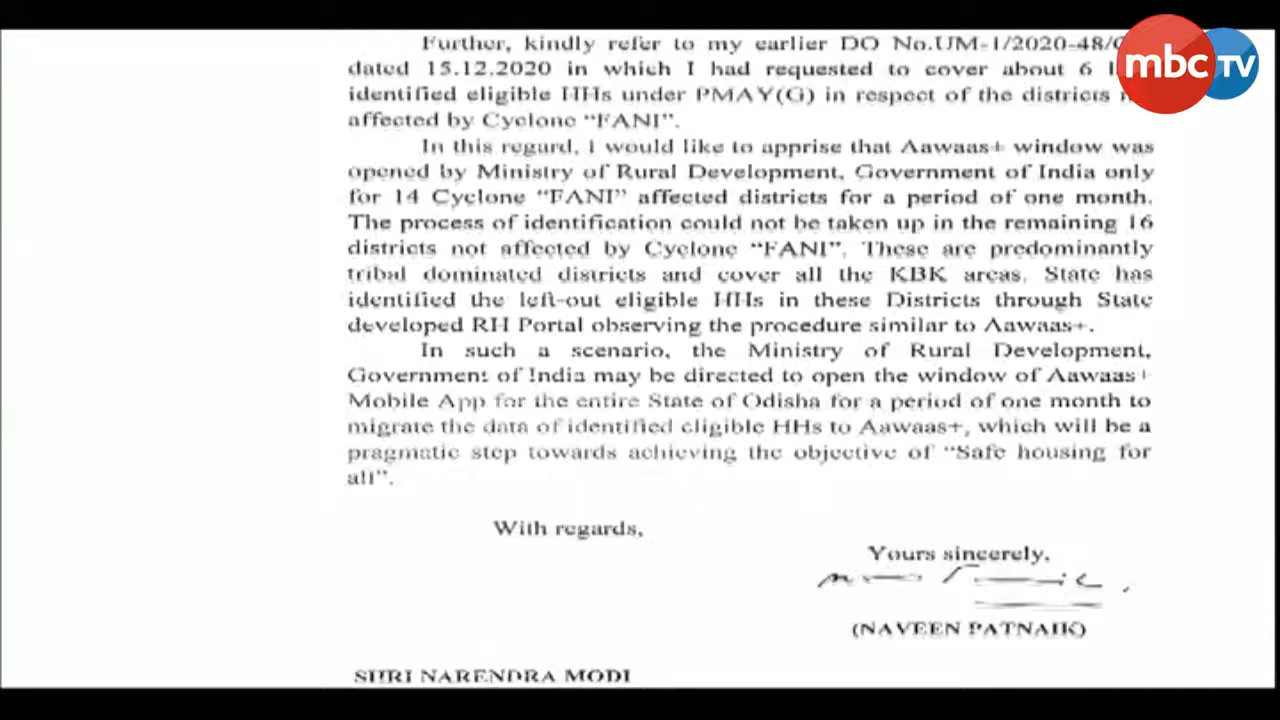 mbc TV
Further, kindly refer to my earlier DO No.UM-1/2020-48/
dated 15.12.2020 in which I had requested to cover about 6
identified eligible HHs under PMAY(G) in respect of the districts
affected by Cyclone “FANI”.
In this regard, I would like to apprise that Aawaas+ window was
opened by Ministry of Rural Development, Government of India only
for 14 Cyclone “FANI” affected districts for a period of one month.
The process of identification could not be taken up in the remaining 16
districts not affected by Cyclone “FANI”. These are predominantly
tribal dominated districts and cover all the KBK areas. State has
identified the left-out eligible HHs in these Districts through State
developed RH Portal observing the procedure similar to Aawaas+.
In such a scenario, the Ministry of Rural Development,
Government of India may be directed to open the window of Aawaas+
Mobile App for the entire State of Odisha for a period of one month to
migrate the data of identified eligible HHs to Aawaas+, which will be a
pragmatic step towards achieving the objective of “Safe housing for
all”.
With regards,
Yours sincerely,
(NAVEEN PATNAIK)
SHRI NARENDRA MODI